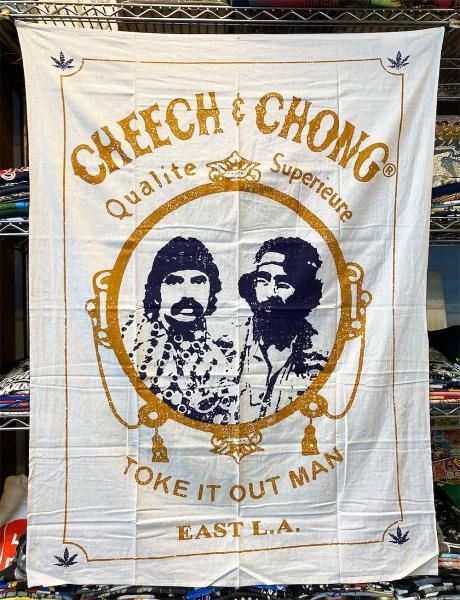 CHEECH & CHONG®
Qualite Superieure
TOKE IT OUT MAN
EAST L.A.